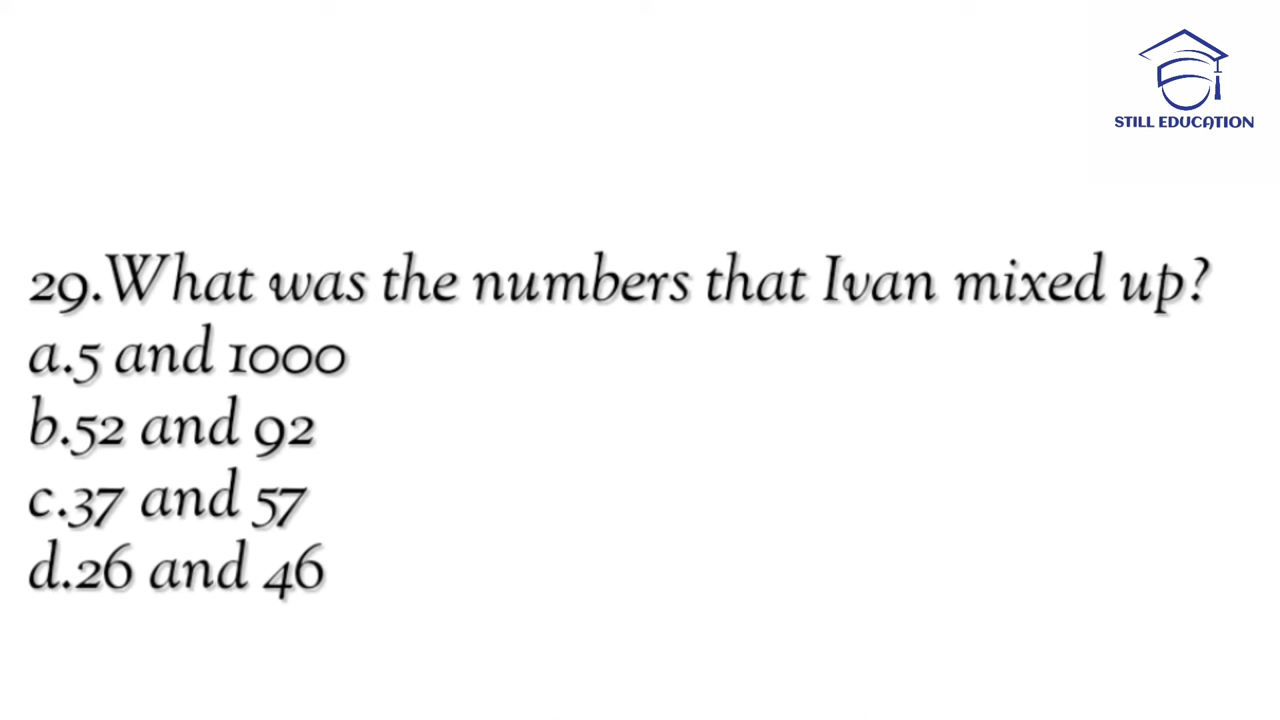 STILL EDUCATION
29.What was the numbers that Ivan mixed up?
a.5 and 1000
b.52 and 92
c.37 and 57
d.26 and 46